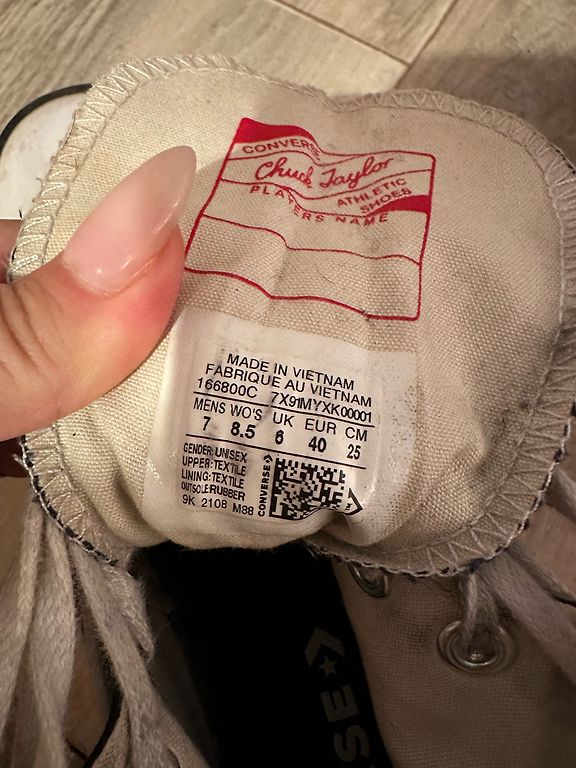 CONVERSE
Chuck Taylor
ATHLETIC
SHOES
PLAYERS NAME
MADE IN VIETNAM
FABRIQUE AU VIETNAM
166800C 7X91MYXK00001
MENS WO'S UK EUR CM
7 8.5 6 40 25
GENDER: UNISEX
UPPER: TEXTILE
LINING: TEXTILE
OUTSOLE:RUBBER
9K 2108 M88
CONVERSE
RSE